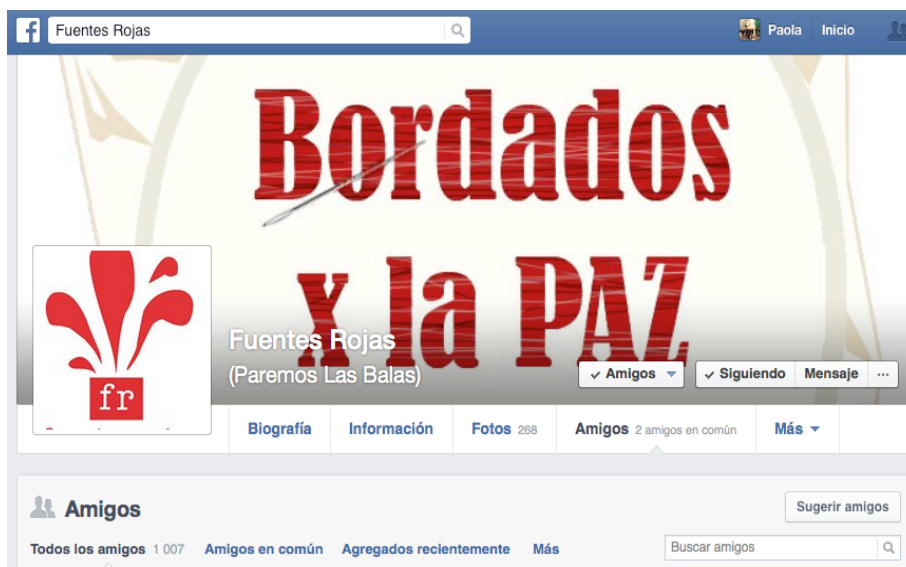 Fuentes Rojas
Paola Inicio
Bordados
x la PAZ
Fuentes Rojas
(Paremos Las Balas)
fr
✓ Amigos
✓ Siguiendo Mensaje ...
Biografía Información Fotos 268 Amigos 2 amigos en común Más
Amigos
Sugerir amigos
Todos los amigos 1 007 Amigos en común Agregados recientemente Más
Buscar amigos